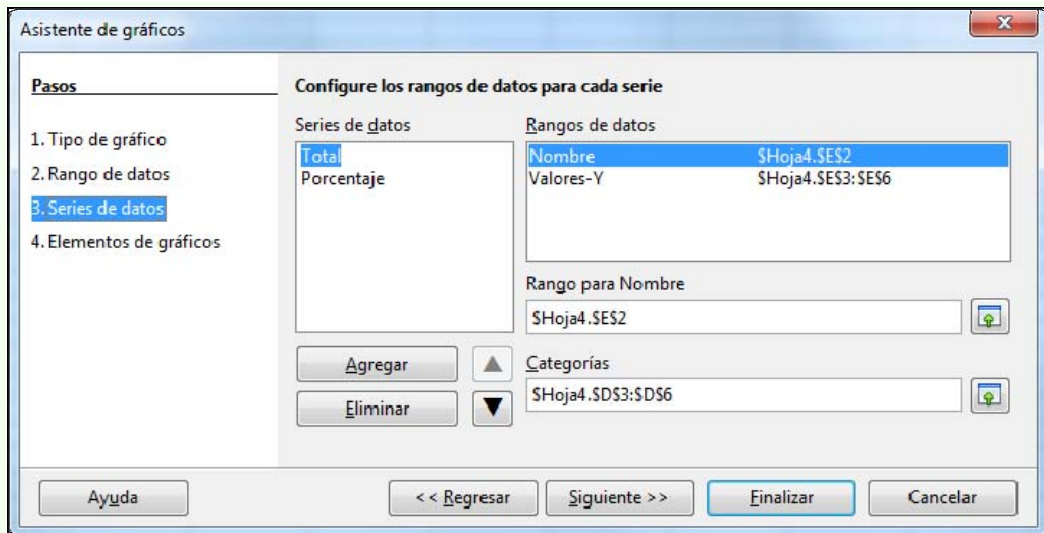 Asistente de gráficos
Pasos
1. Tipo de gráfico
2. Rango de datos
3. Series de datos
4. Elementos de gráficos
Configure los rangos de datos para cada serie
Series de datos
Total
Porcentaje
Agregar
Eliminar
Rangos de datos
Nombre $Hoja4.$E$2
Valores-Y $Hoja4.$E$3:$E$6
Rango para Nombre
$Hoja4.$E$2
Categorías
$Hoja4.$D$3:$D$6
Ayuda << Regresar Siguiente >> Finalizar Cancelar